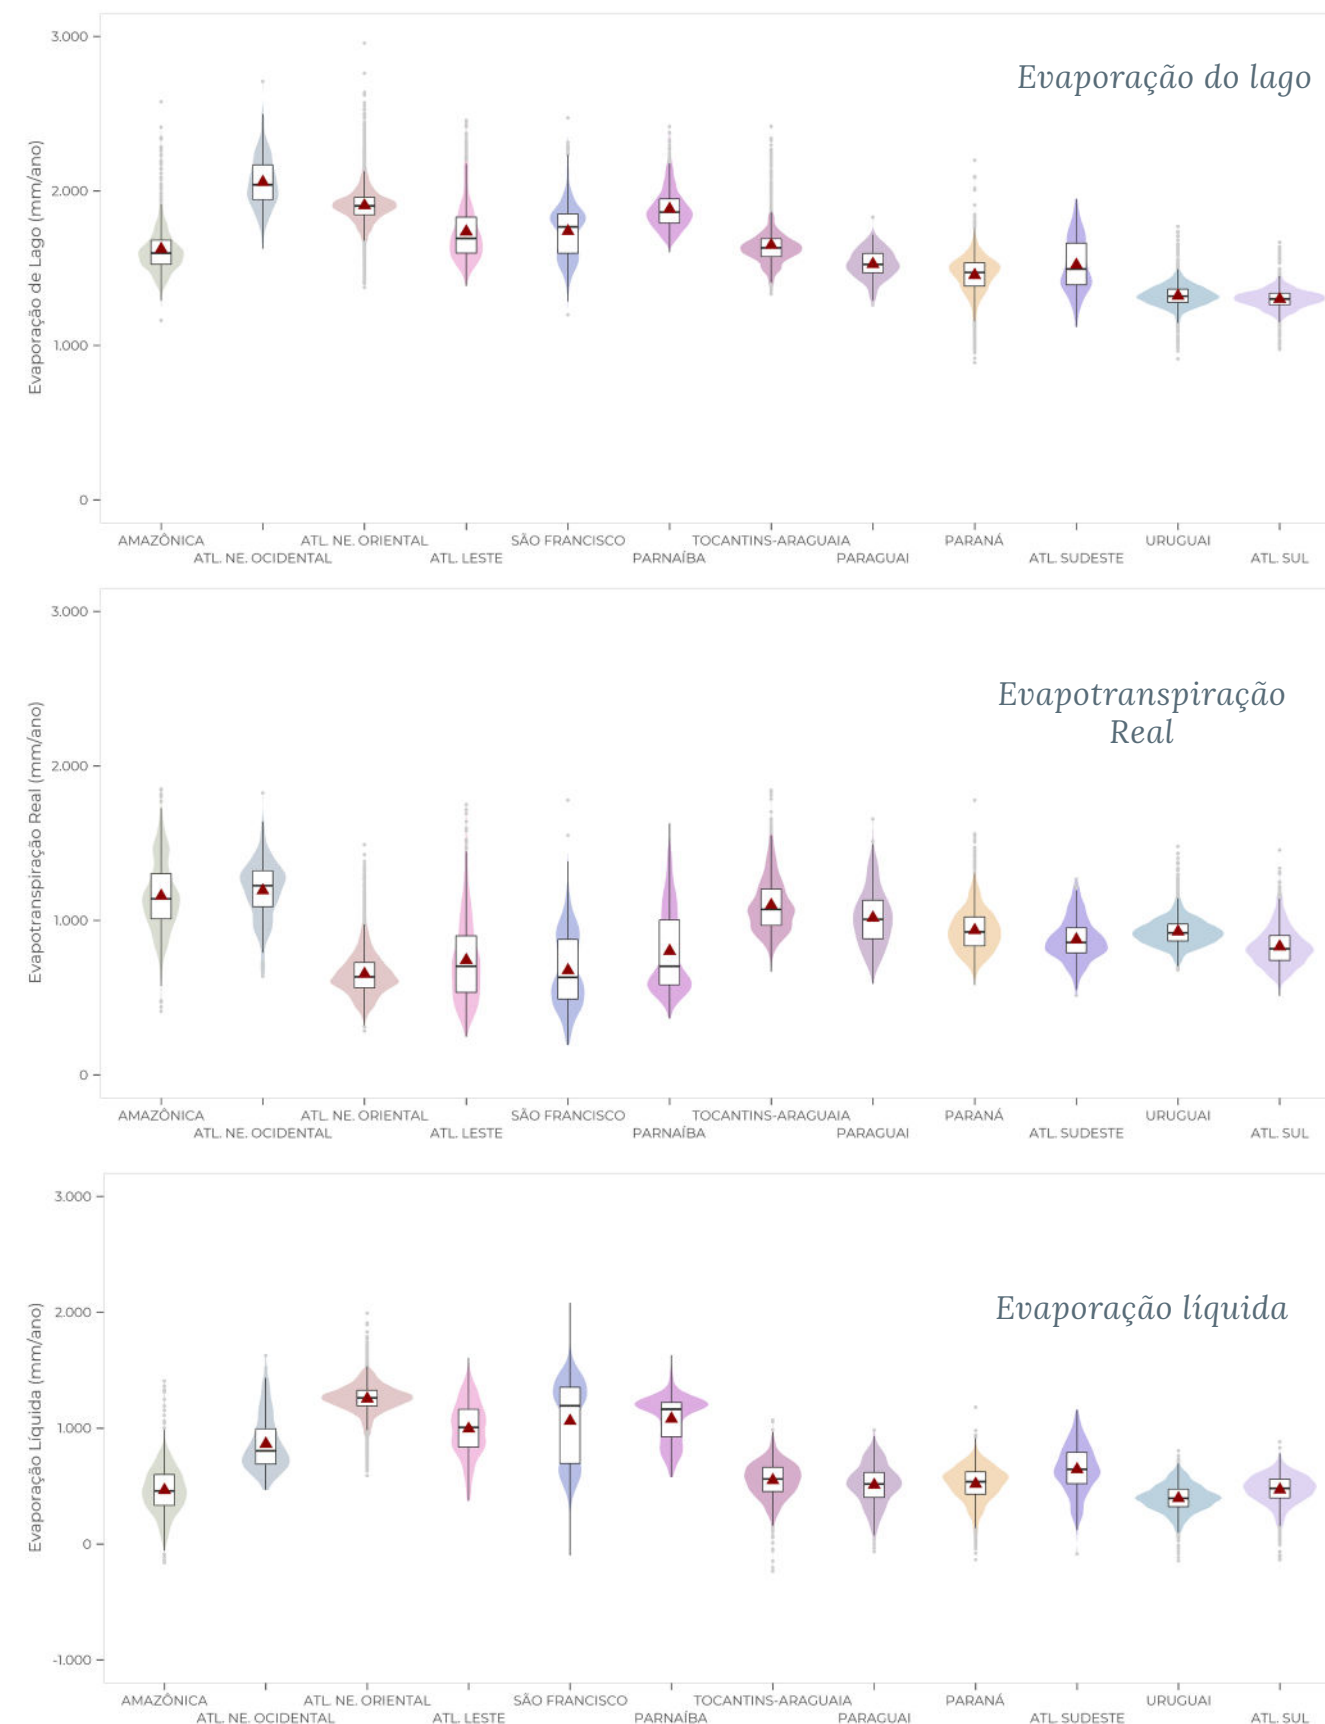 Evaporação do lago
Evaporação de Lago (mm/ano)
3.000
2.000
1.000
0
AMAZÔNICA
ATL. NE. OCIDENTAL
ATL. NE. ORIENTAL
ATL. LESTE
SÃO FRANCISCO
PARNAÍBA
TOCANTINS-ARAGUAIA
PARAGUAI
PARANÁ
ATL. SUDESTE
URUGUAI
ATL. SUL
Evapotranspiração
Real
Evapotranspiração Real (mm/ano)
3.000
2.000
1.000
0
AMAZÔNICA
ATL. NE. OCIDENTAL
ATL. NE. ORIENTAL
ATL. LESTE
SÃO FRANCISCO
PARNAÍBA
TOCANTINS-ARAGUAIA
PARAGUAI
PARANÁ
ATL. SUDESTE
URUGUAI
ATL. SUL
Evaporação líquida
Evaporação Líquida (mm/ano)
3.000
2.000
1.000
0
-1.000
AMAZÔNICA
ATL. NE. OCIDENTAL
ATL. NE. ORIENTAL
ATL. LESTE
SÃO FRANCISCO
PARNAÍBA
TOCANTINS-ARAGUAIA
PARAGUAI
PARANÁ
ATL. SUDESTE
URUGUAI
ATL. SUL